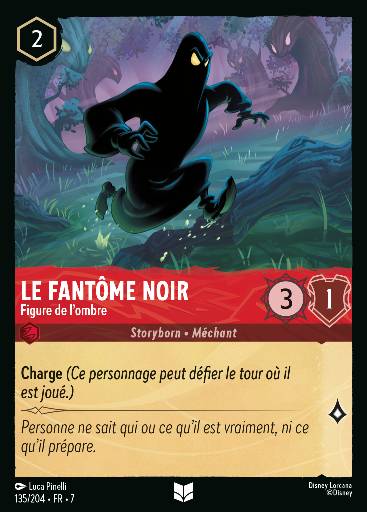 2
LE FANTÔME NOIR
Figure de l'ombre
3
1
Storyborn • Méchant
Charge (Ce personnage peut défier le tour où il
est joué.)
Personne ne sait qui ou ce qu'il est vraiment, ni ce
qu'il prépare.
Luca Pinelli
135/204 • FR • 7
Disney Lorcana
©Disney